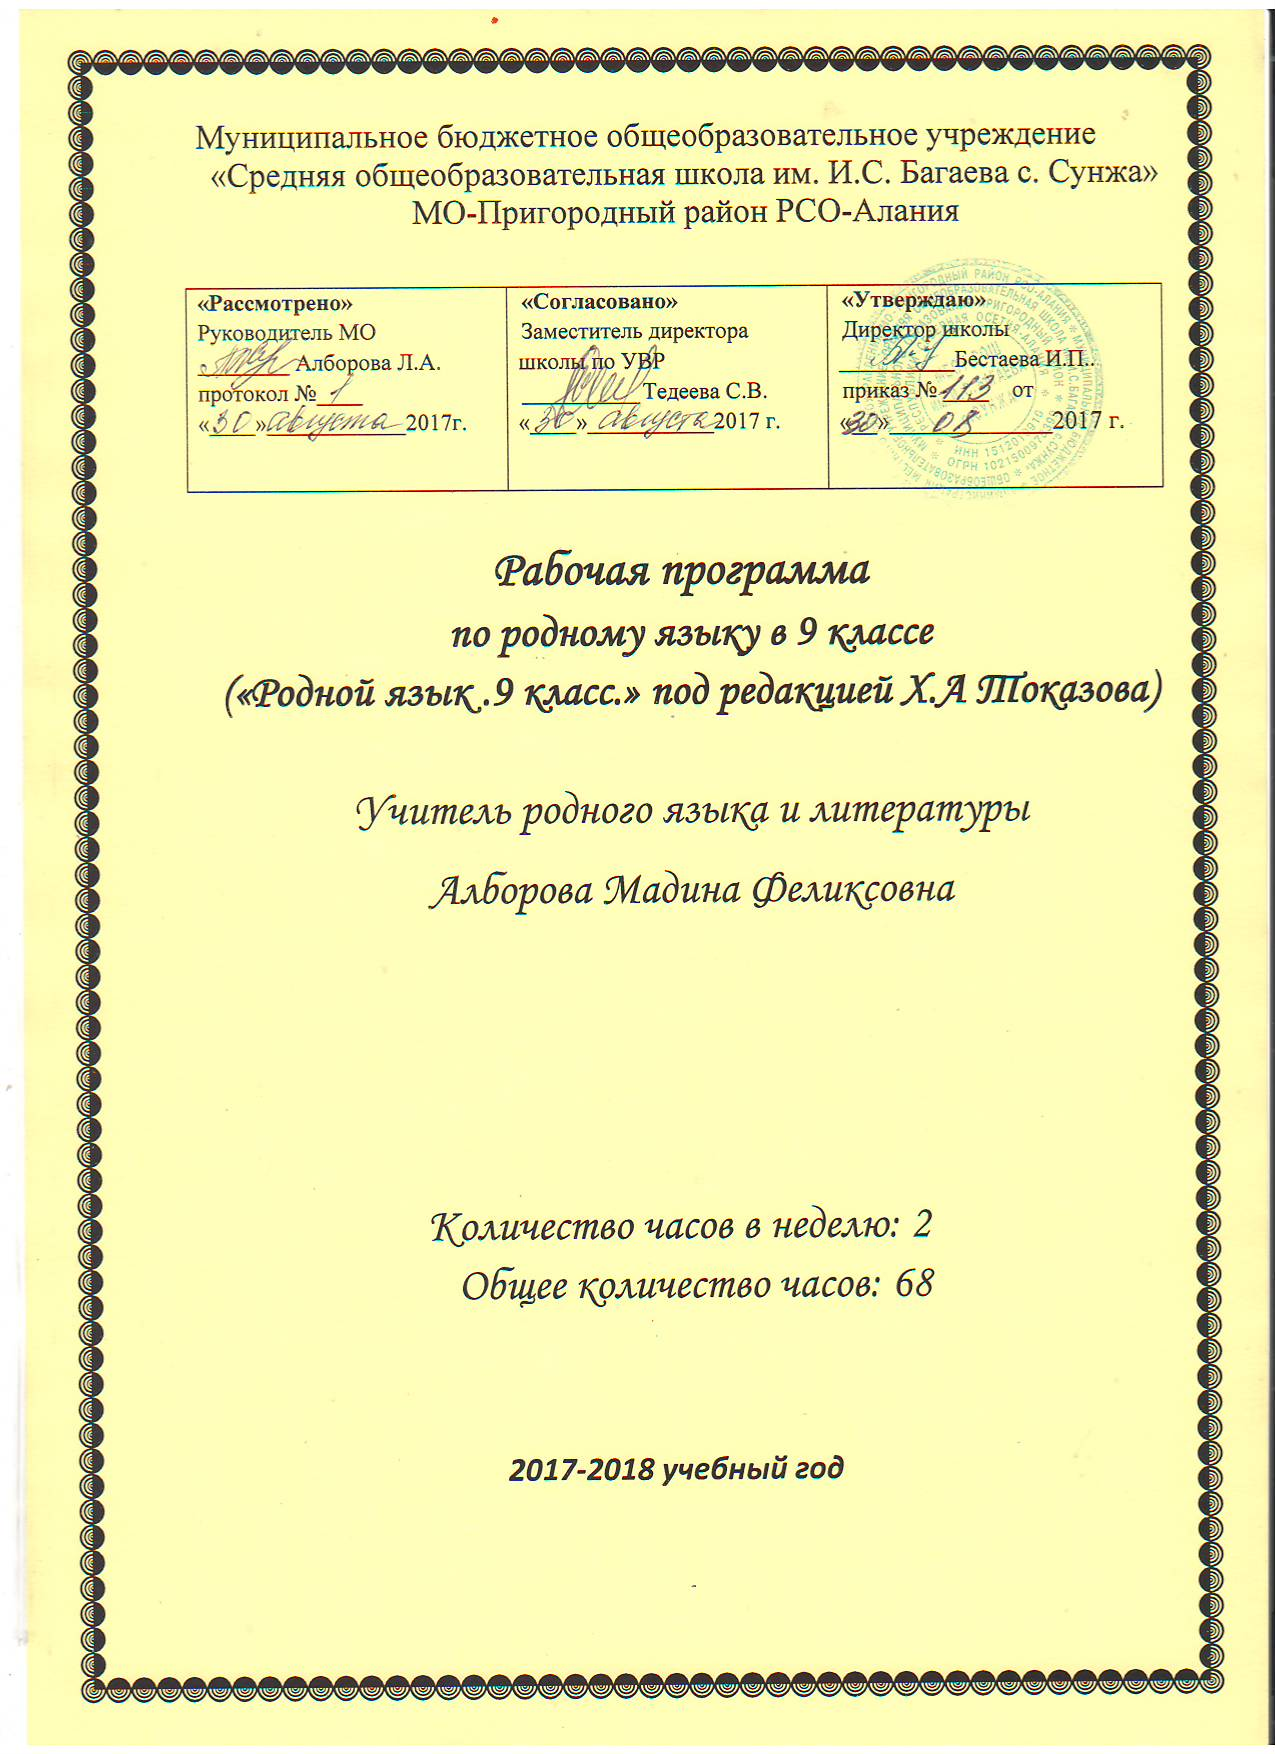 Муниципальное бюджетное общеобразовательное учреждение
«Средняя общеобразовательная школа им. И.С. Багаева с. Сунжа»
МО-Пригородный район РСО-Алания
«Рассмотрено»
Руководитель МО
Алборова Л.А.
протокол № 1
«30» августа 2017г.
«Согласовано»
Заместитель директора
школы по УВР
Тедеева С.В.
«30» августа 2017 г.
«Утверждаю»
Директор школы
Бестаева И.П..
приказ № 113 от
«30» 08 2017 г.
Рабочая программа
по родному языку в 9 классе
(«Родной язык .9 класс.» под редакцией Х.А Токазова)
Учитель родного языка и литературы
Алборова Мадина Феликсовна
Количество часов в неделю: 2
Общее количество часов: 68
2017-2018 учебный год